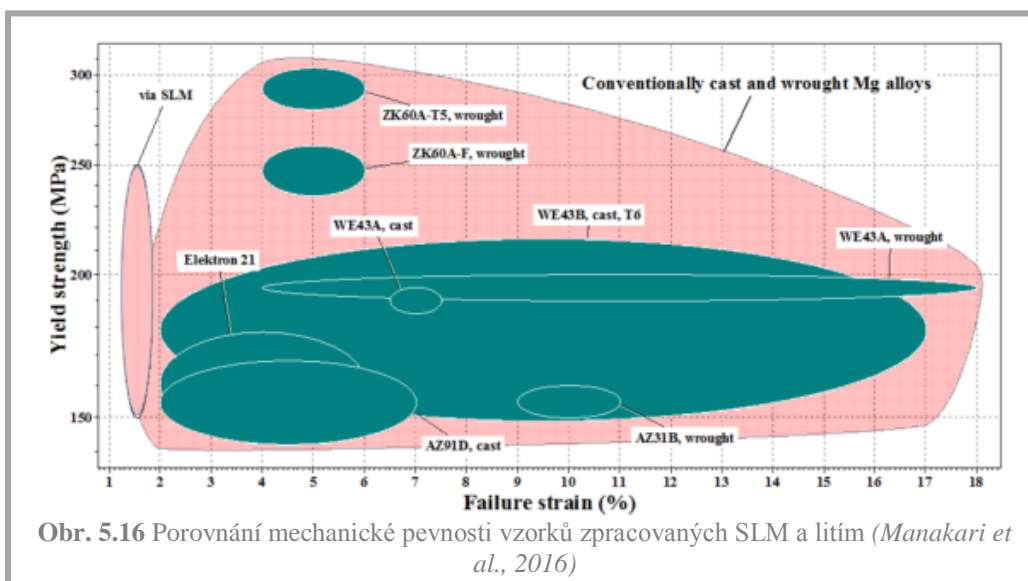 300
250
200
150
Yield strength (MPa)
via SLM
Conventionally cast and wrought Mg alloys
ZK60A-T5, wrought
ZK60A-F, wrought
WE43A, cast
WE43B, cast, T6
WE43A, wrought
Elektron 21
AZ91D, cast
AZ31B, wrought
1 2 3 4 5 6 7 8 9 10 11 12 13 14 15 16 17 18
Failure strain (%)
Obr. 5.16 Porovnání mechanické pevnosti vzorků zpracovaných SLM a litím (Manakari et
al., 2016)